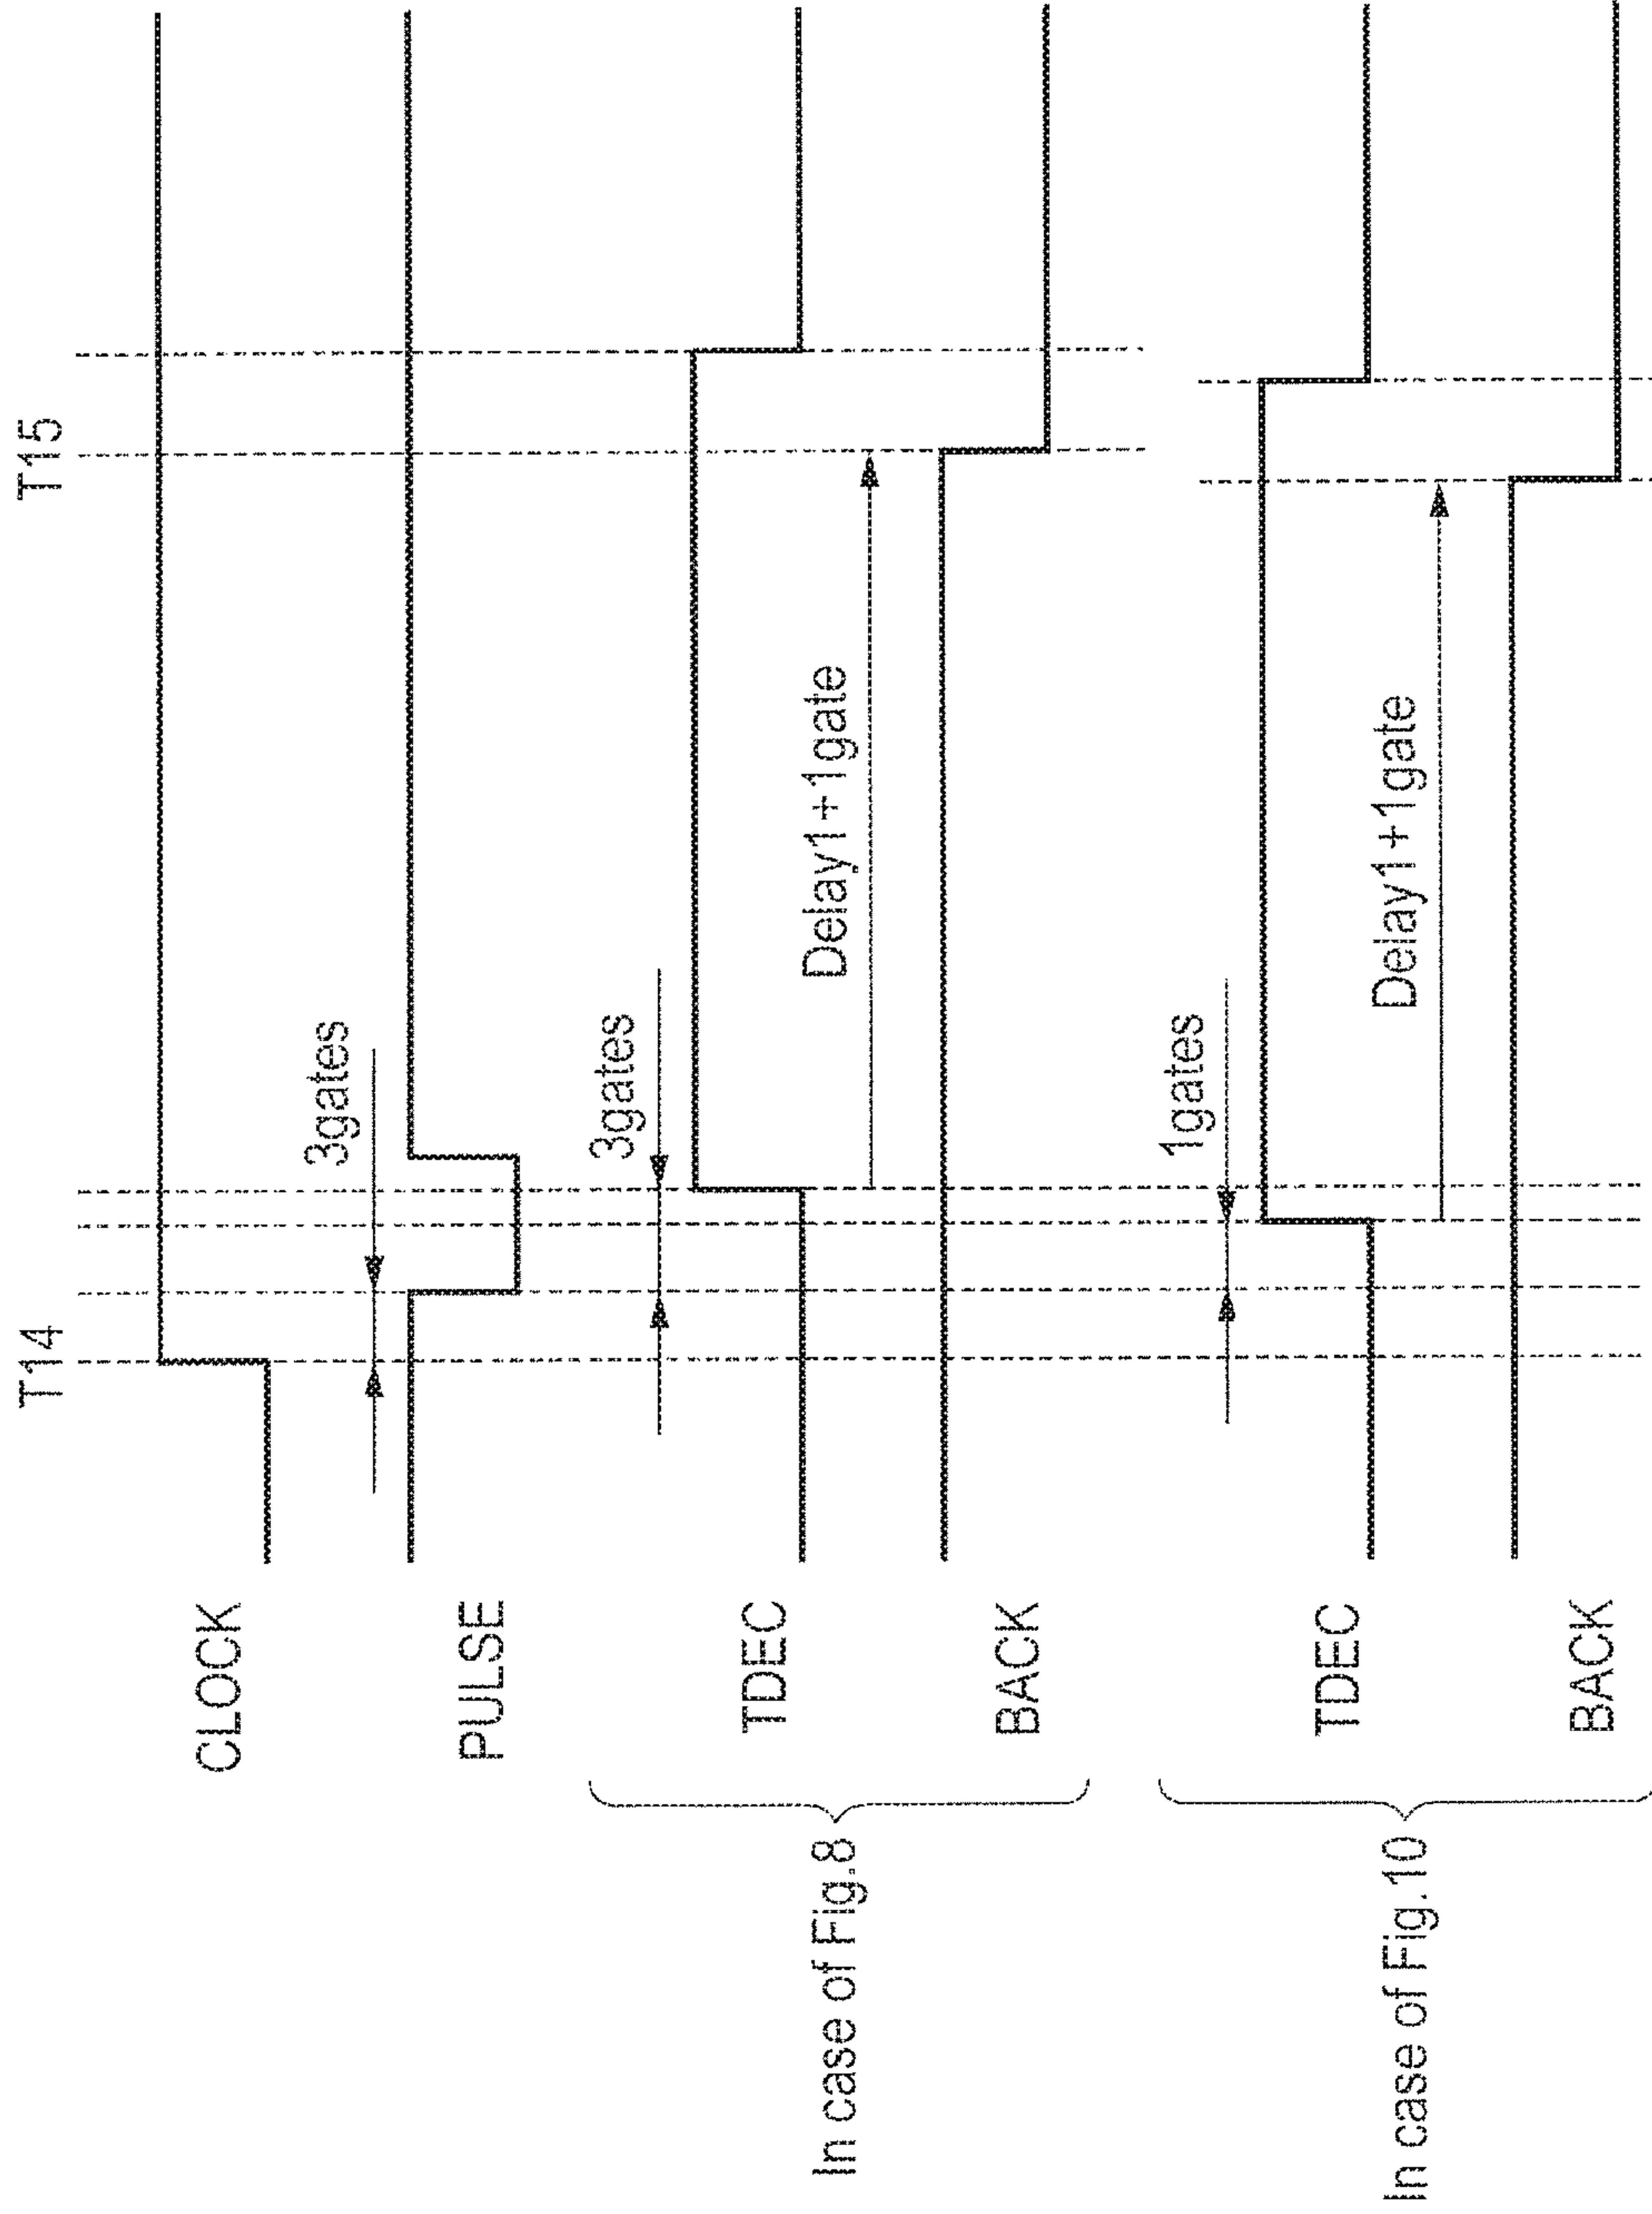 T14
T15
CLOCK
3gates
PULSE
3gates
TDEC
Delay1+1gate
In case of Fig.8
BACK
1gates
TDEC
Delay1+1gate
In case of Fig.10
BACK